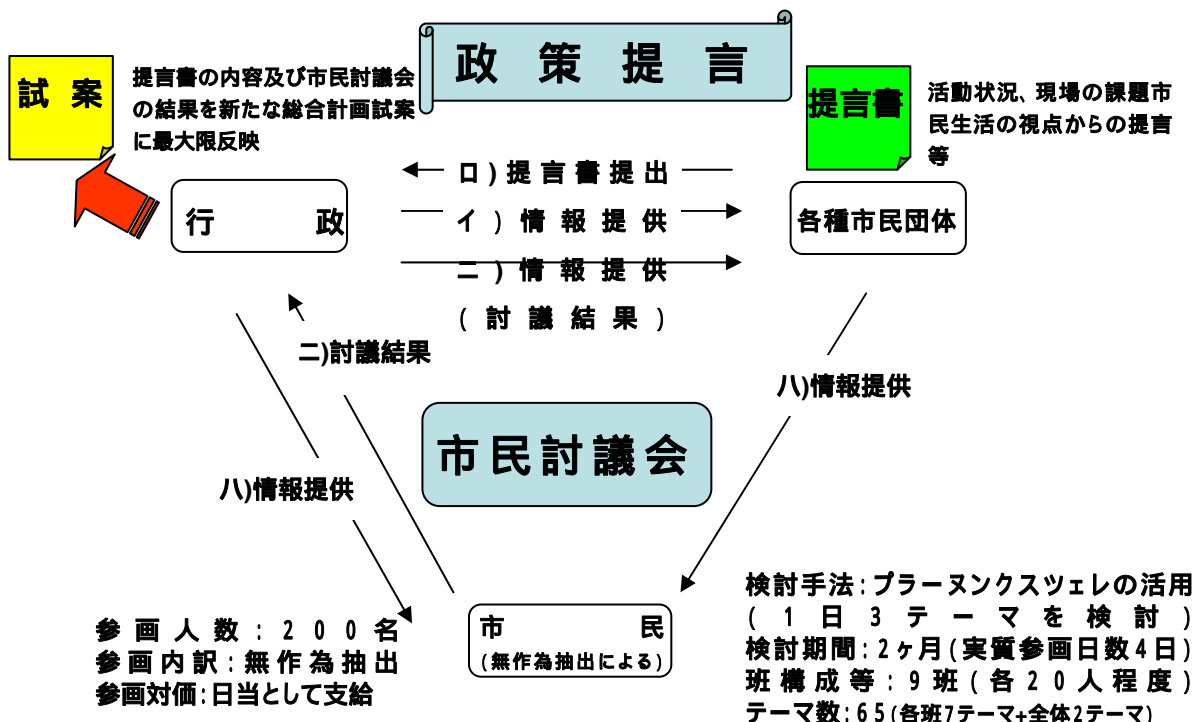 政策提言
試案
提言書の内容及び市民討議会
の結果を新たな総合計画試案
に最大限反映
提言書
活動状況、現場の課題市
民生活の視点からの提言
等
ロ)提言書提出
行政
イ)情報提供
各種市民団体
ニ)情報提供
(討議結果)
ニ)討議結果
ハ)情報提供
市民討議会
ハ)情報提供
参画人数:200名
参画内訳:無作為抽出
参画対価:日当として支給
市民
(無作為抽出による)
検討手法:プラーヌンクスツェレの活用
(1日3テーマを検討)
検討期間:2ヶ月(実質参画日数4日)
班構成等:9班(各20人程度)
テーマ数:65(各班7テーマ+全体2テーマ)